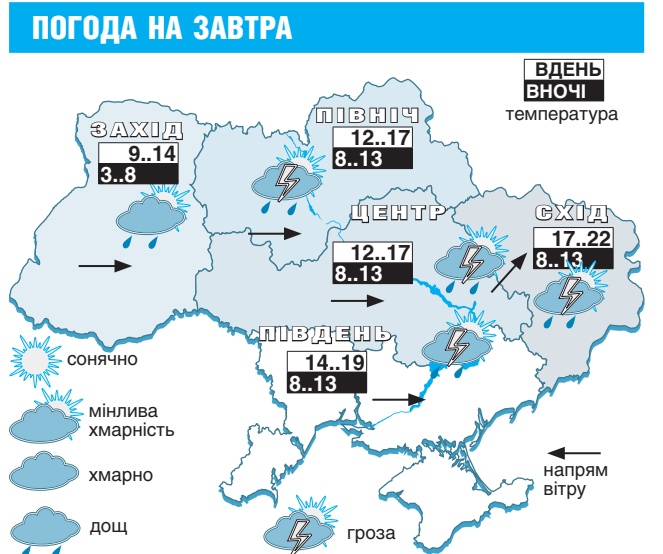 ПОГОДА НА ЗАВТРА
ВДЕНЬ
ВНОЧІ
температура
ЗАХІД
9..14
3..8
ПІВНІЧ
12..17
8..13
ЦЕНТР
12..17
8..13
СХІД
17..22
8..13
ПІВДЕНЬ
14..19
8..13
сонячно
мінлива
хмарність
хмарно
дощ
гроза
напрям
вітру